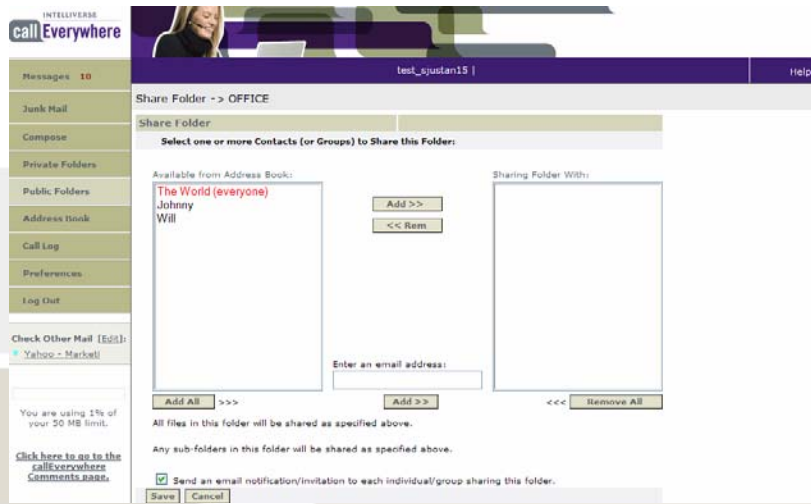 INTELLIVERSE
call Everywhere
test_sjustan15 |
Help
Messages 10
Junk Mail
Compose
Private Folders
Public Folders
Address Book
Call Log
Preferences
Log Out
Check Other Mail [Edit]:
Yahoo - Marketi
You are using 1% of
your 50 MB limit.
Click here to go to the
callEverywhere
Comments page.
Share Folder -> OFFICE
Share Folder
Select one or more Contacts (or Groups) to Share this Folder:
Available from Address Book:
The World (everyone)
Johnny
Will
Add >>
<< Rem
Sharing Folder With:
Enter an email address:
Add All >>>
Add >>
<<< Remove All
All files in this folder will be shared as specified above.
Any sub-folders in this folder will be shared as specified above.
Send an email notification/invitation to each individual/group sharing this folder.
Save Cancel